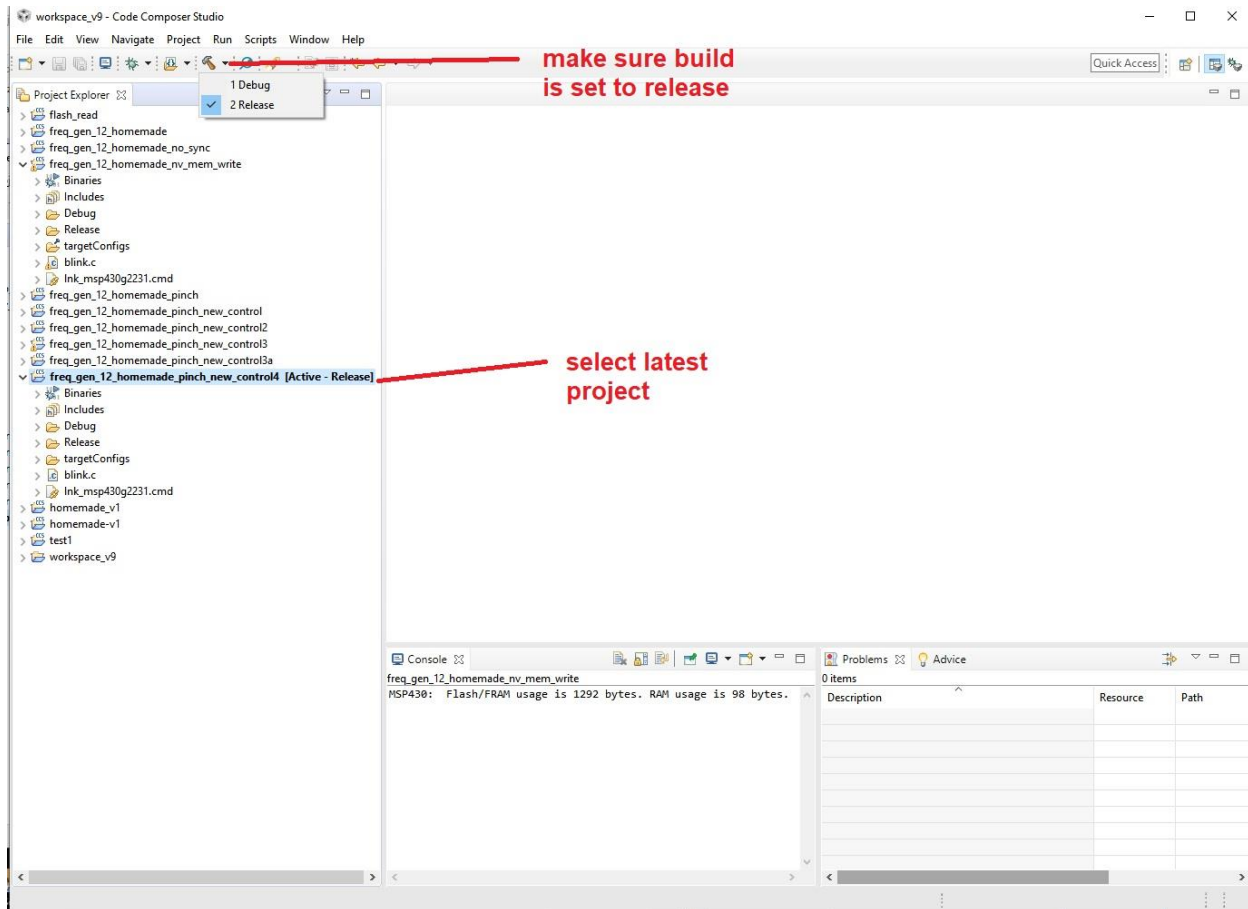 workspace_v9 - Code Composer Studio
File Edit View Navigate Project Run Scripts Window Help
make sure build
is set to release
Quick Access
1 Debug
2 Release
Project Explorer
flash_read
freq_gen_12_homemade
freq_gen_12_homemade_no_sync
freq_gen_12_homemade_nv_mem_write
Binaries
Includes
Debug
Release
targetConfigs
blink.c
lnk_msp430g2231.cmd
freq_gen_12_homemade_pinch
freq_gen_12_homemade_pinch_new_control
freq_gen_12_homemade_pinch_new_control2
freq_gen_12_homemade_pinch_new_control3
freq_gen_12_homemade_pinch_new_control3a
freq_gen_12_homemade_pinch_new_control4 [Active - Release]
Binaries
Includes
Debug
Release
targetConfigs
blink.c
lnk_msp430g2231.cmd
homemade_v1
homemade-v1
test1
workspace_v9
select latest
project
Console
freq_gen_12_homemade_nv_mem_write
MSP430: Flash/FRAM usage is 1292 bytes. RAM usage is 98 bytes.
Problems Advice
0 items
Description Resource Path